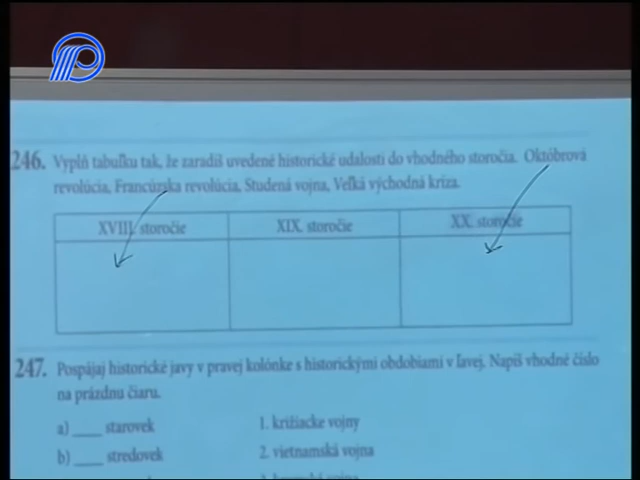 246. Vyplň tabuľku tak, že zaradíš uvedené historické udalosti do vhodného storočia. Októbrová
revolúcia, Francúzska revolúcia, Studená vojna, Veľká východná kríza.
XVIII. storočie XIX. storočie XX. storočie
247. Pospájaj historické javy v pravej kolónke s historickými obdobiami v ľavej. Napíš vhodné číslo
na prázdnu čiaru.
a) ____ starovek 1. križiacke vojny
b) ____ stredovek 2. vietnamská vojna